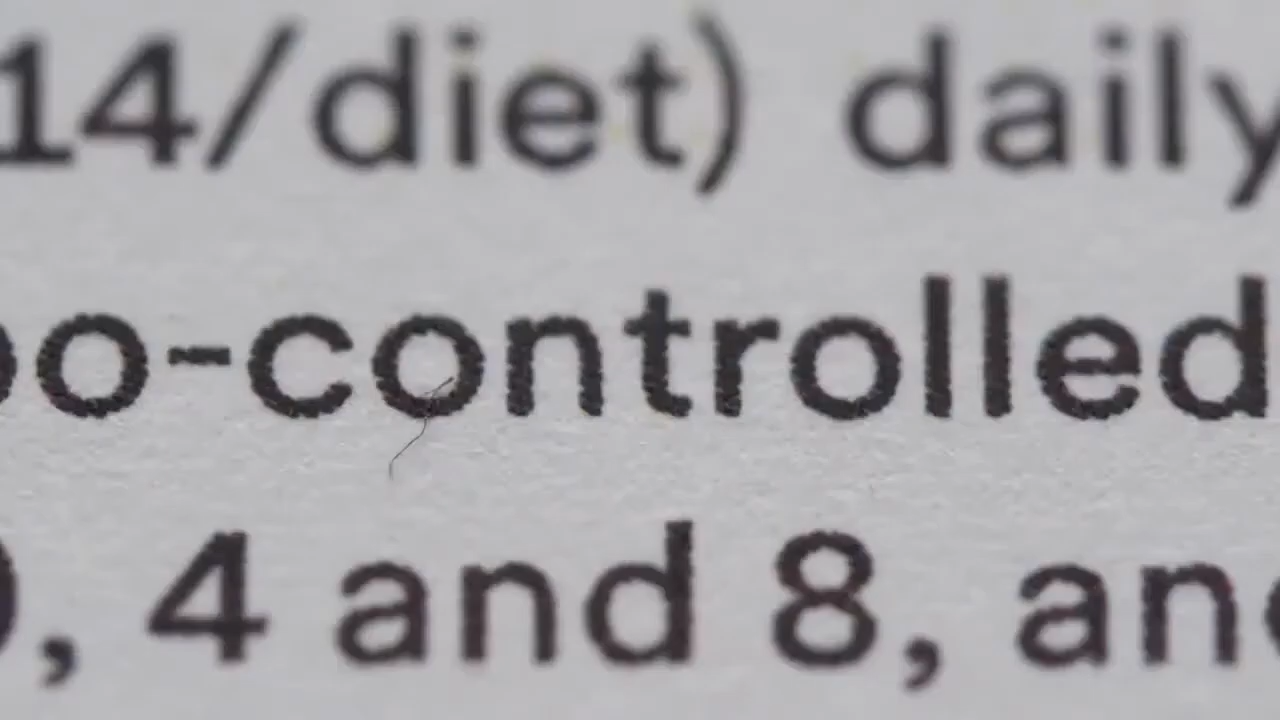 14/diet) daily
o-controlled
, 4 and 8, an